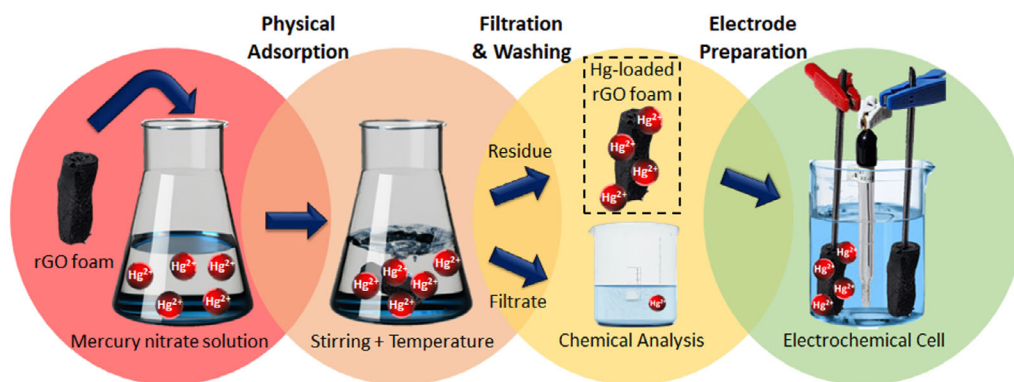 Physical
Adsorption
Filtration
& Washing
Electrode
Preparation
rGO foam
Hg²⁺
Hg²⁺
Hg²⁺
Hg²⁺
Hg²⁺
Mercury nitrate solution
Hg²⁺
Hg²⁺
Hg²⁺
Hg²⁺
Hg²⁺
Stirring + Temperature
Residue
Filtrate
Hg-loaded
rGO foam
Hg²⁺
Hg²⁺
Hg²⁺
Hg²⁺
Hg²⁺
Chemical Analysis
Hg²⁺
Hg²⁺
Hg²⁺
Hg²⁺
Electrochemical Cell